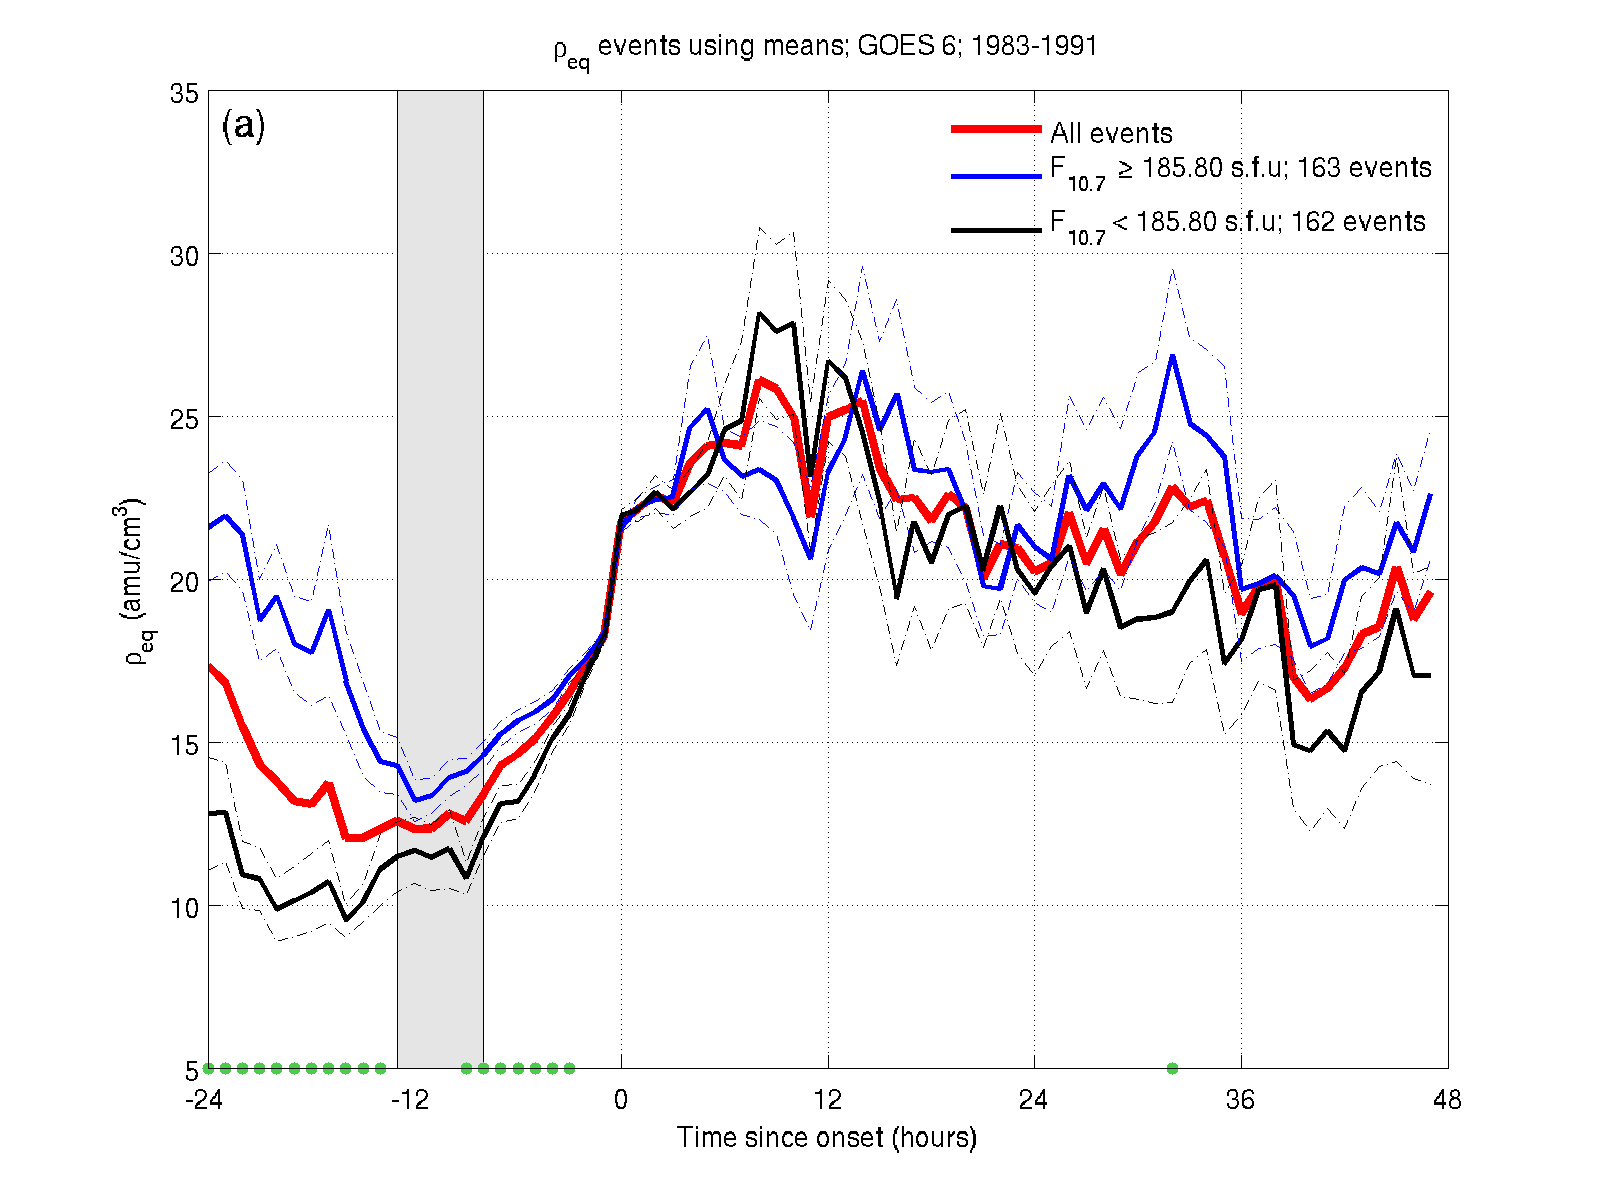 ρeq events using means; GOES 6; 1983-1991
(a)
All events
F10.7 ≥ 185.80 s.f.u; 163 events
F10.7 < 185.80 s.f.u; 162 events
35
30
25
20
15
10
5
ρeq (amu/cm3)
-24 -12 0 12 24 36 48
Time since onset (hours)